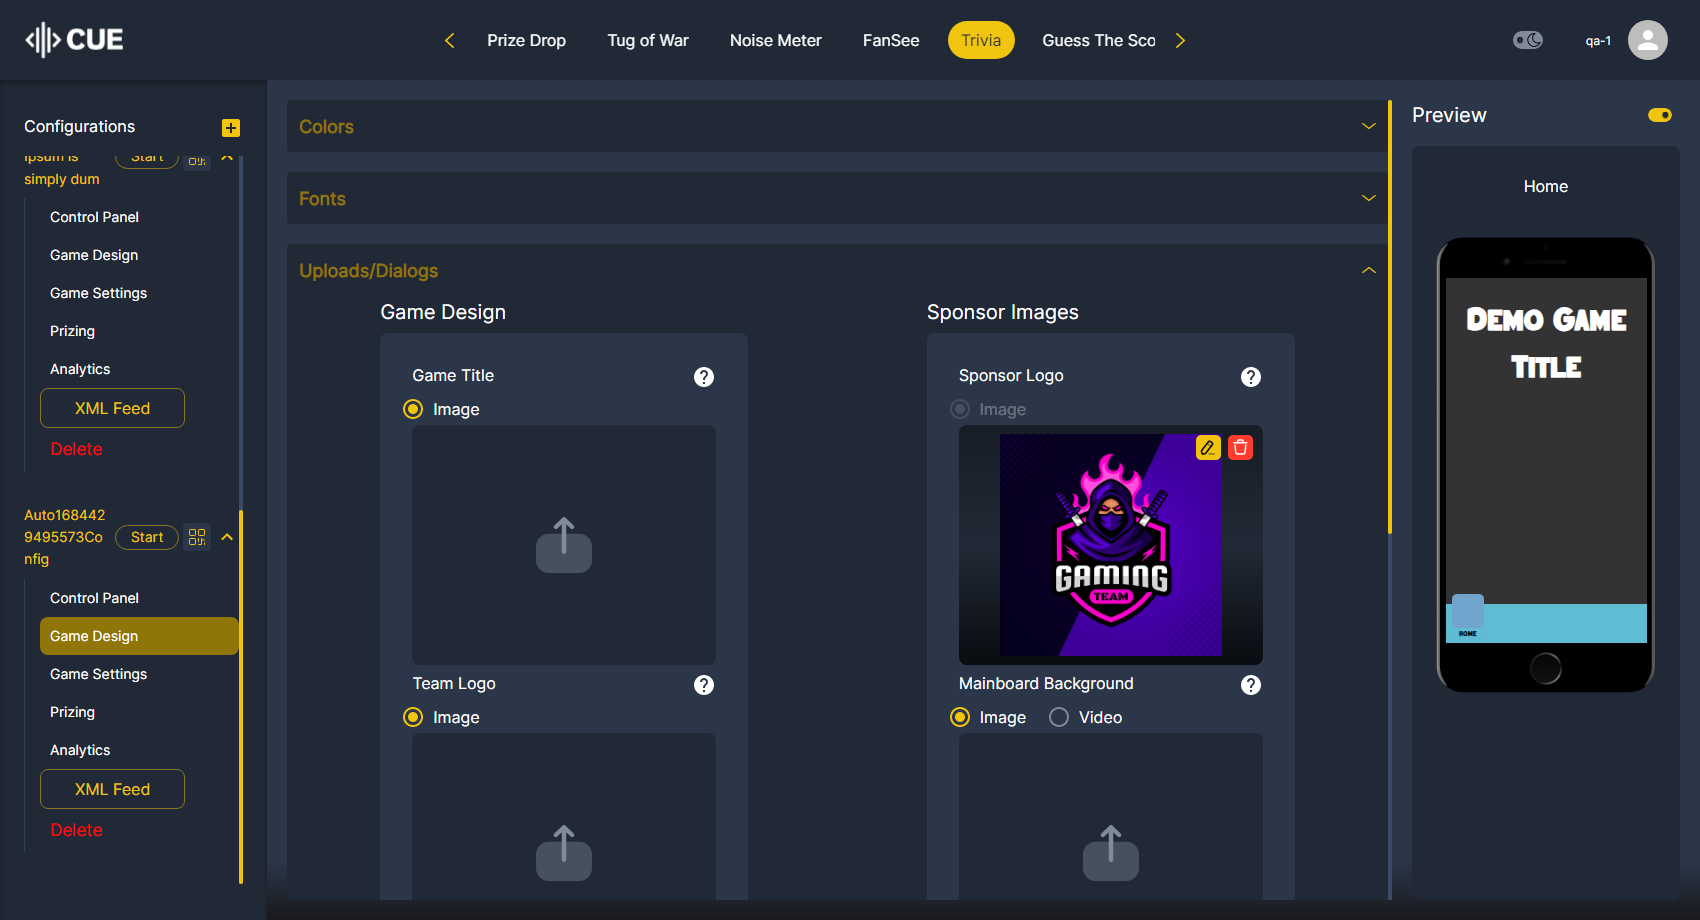 CUE
Prize Drop
Tug of War
Noise Meter
FanSee
Trivia
Guess The Sco
qa-1
Configurations
Ipsum is
simply dum
Start
Control Panel
Game Design
Game Settings
Prizing
Analytics
XML Feed
Delete
Auto168442
9495573Co
nfig
Start
Control Panel
Game Design
Game Settings
Prizing
Analytics
XML Feed
Delete
Colors
Fonts
Uploads/Dialogs
Game Design
Game Title
?
Image
Team Logo
?
Image
Sponsor Images
Sponsor Logo
?
Image
GAMING
TEAM
Mainboard Background
?
Image
Video
Preview
Home
Demo Game
Title
HOME